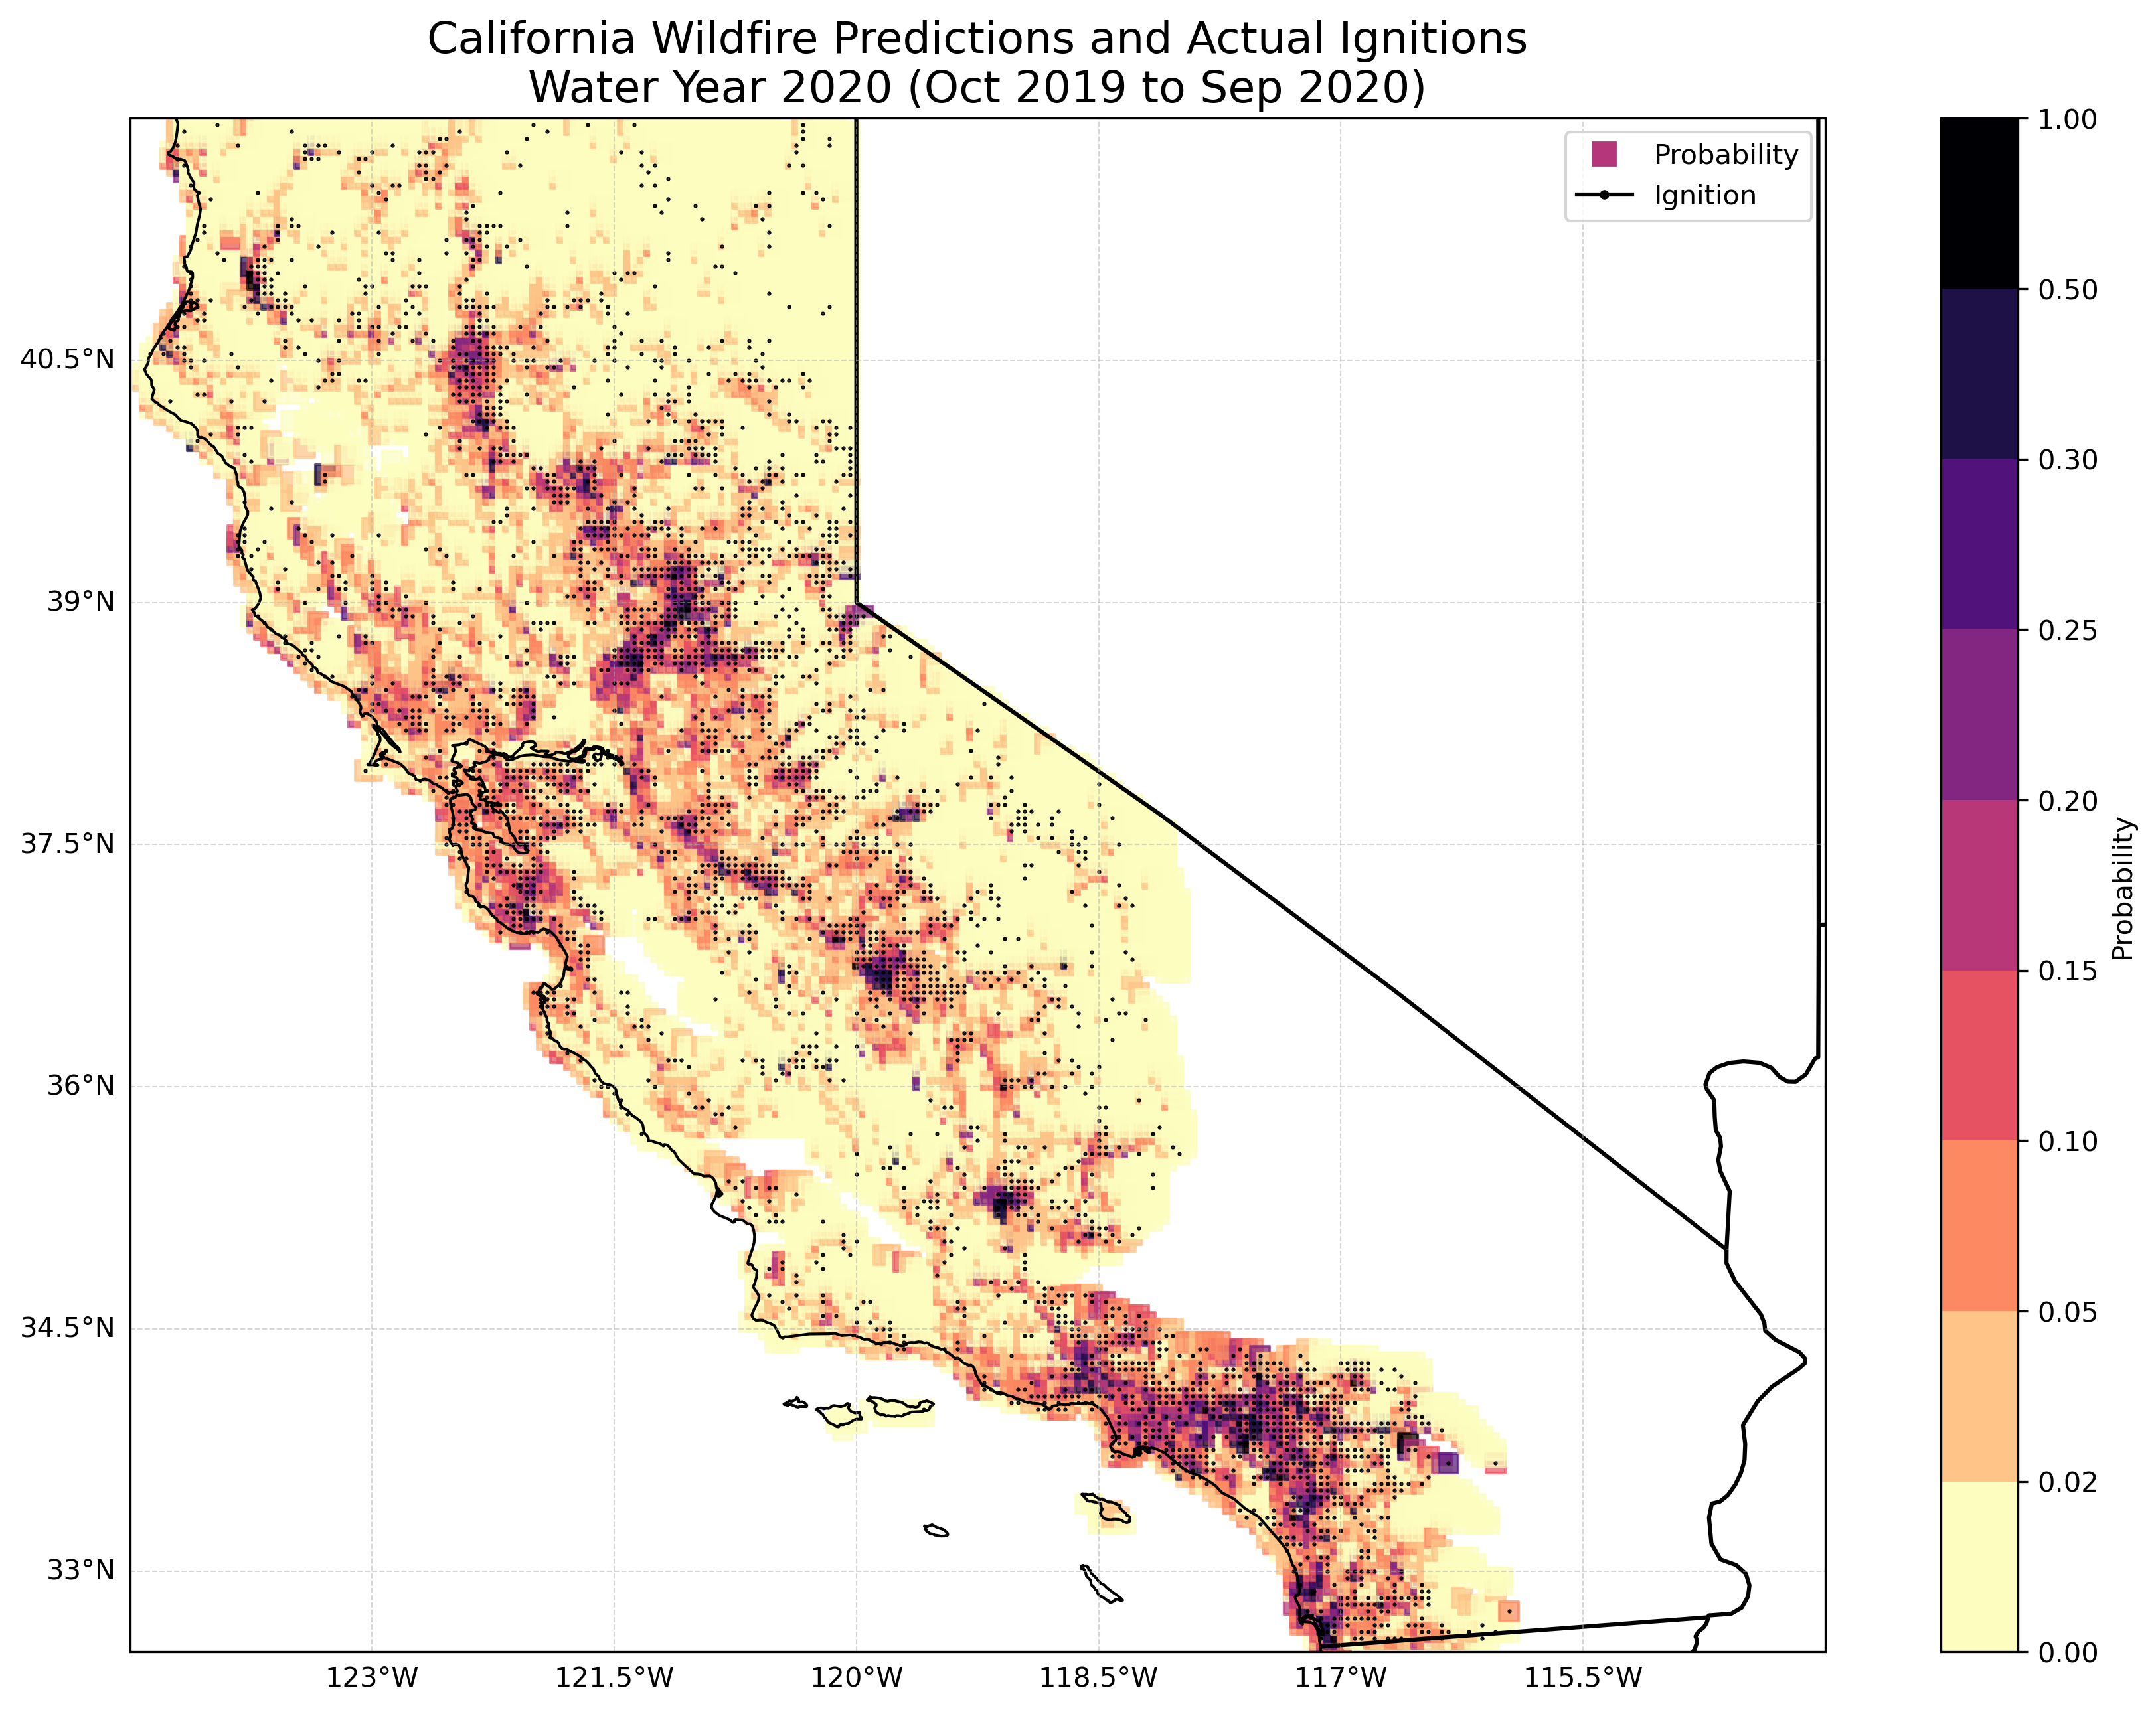 California Wildfire Predictions and Actual Ignitions
Water Year 2020 (Oct 2019 to Sep 2020)
Probability
Ignition
40.5°N
39°N
37.5°N
36°N
34.5°N
33°N
123°W
121.5°W
120°W
118.5°W
117°W
115.5°W
1.00
0.50
0.30
0.25
0.20
0.15
0.10
0.05
0.02
0.00
Probability